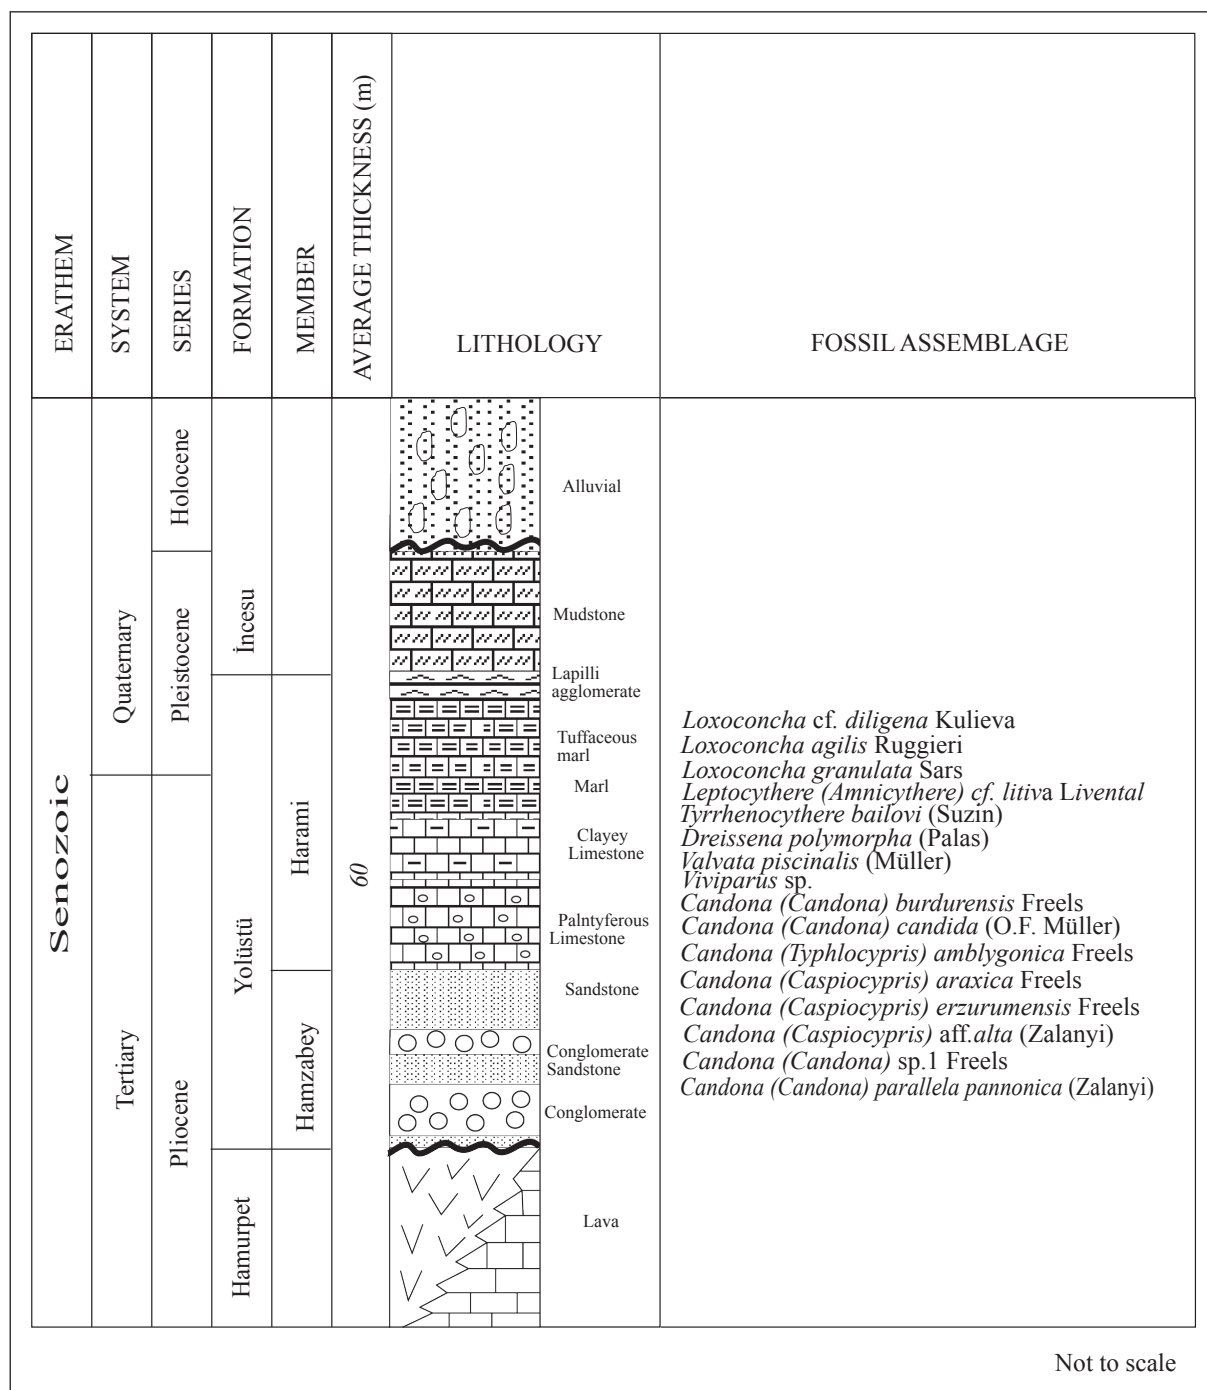 ERATHEM
SYSTEM
SERIES
FORMATION
MEMBER
AVERAGE THICKNESS (m)
LITHOLOGY
FOSSIL ASSEMBLAGE
Senozoic
Quaternary
Tertiary
Holocene
Pleistocene
Pliocene
İncesu
Yolüstü
Hamurpet
Harami
Hamzabey
60
Alluvial
Mudstone
Lapilli
agglomerate
Tuffaceous
marl
Marl
Clayey
Limestone
Palntyferous
Limestone
Sandstone
Conglomerate
Sandstone
Conglomerate
Lava
Loxoconcha cf. diligena Kulieva
Loxoconcha agilis Ruggieri
Loxoconcha granulata Sars
Leptocythere (Amnicythere) cf. litiva Livental
Tyrrhenocythere bailovi (Suzin)
Dreissena polymorpha (Palas)
Valvata piscinalis (Müller)
Viviparus sp.
Candona (Candona) burdurensis Freels
Candona (Candona) candida (O.F. Müller)
Candona (Typhlocypris) amblygonica Freels
Candona (Caspiocypris) araxica Freels
Candona (Caspiocypris) erzurumensis Freels
Candona (Caspiocypris) aff.alta (Zalanyi)
Candona (Candona) sp.1 Freels
Candona (Candona) parallela pannonica (Zalanyi)
Not to scale